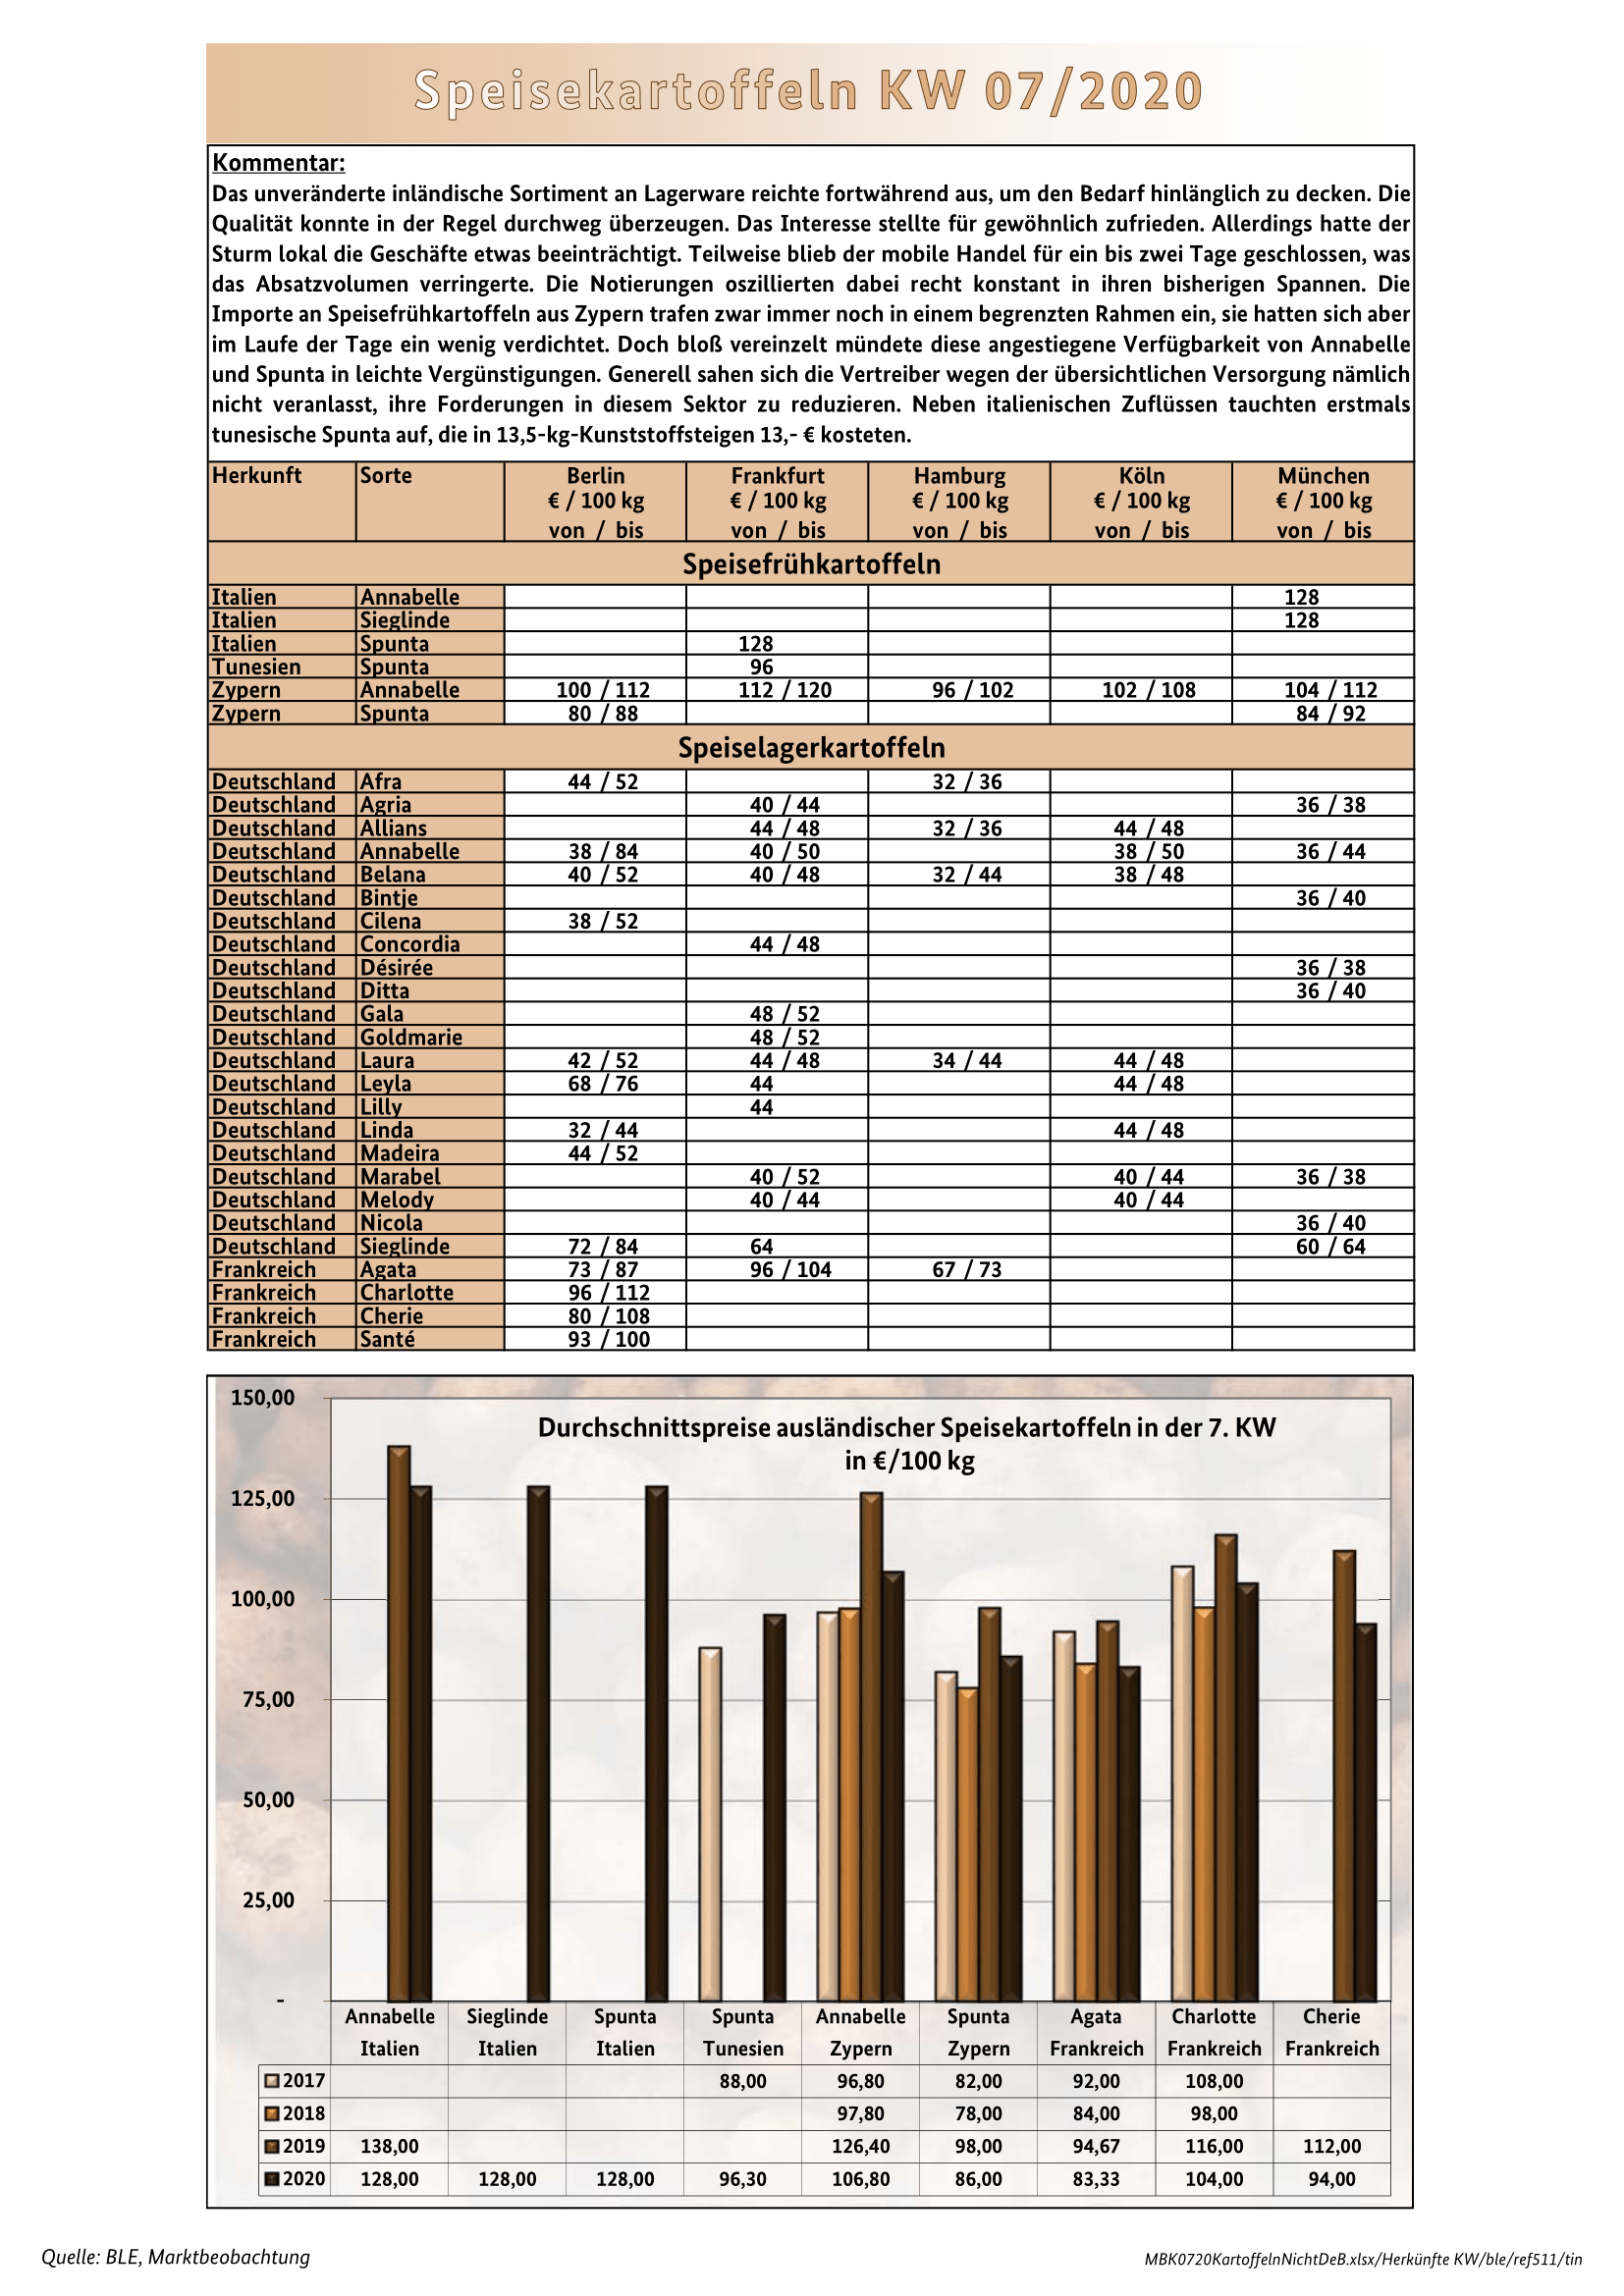 Speisekartoffeln KW 07/2020
Kommentar:
Das unveränderte inländische Sortiment an Lagerware reichte fortwährend aus, um den Bedarf hinlänglich zu decken. Die
Qualität konnte in der Regel durchweg überzeugen. Das Interesse stellte für gewöhnlich zufrieden. Allerdings hatte der
Sturm lokal die Geschäfte etwas beeinträchtigt. Teilweise blieb der mobile Handel für ein bis zwei Tage geschlossen, was
das Absatzvolumen verringerte. Die Notierungen oszillierten dabei recht konstant in ihren bisherigen Spannen. Die
Importe an Speisefrühkartoffeln aus Zypern trafen zwar immer noch in einem begrenzten Rahmen ein, sie hatten sich aber
im Laufe der Tage ein wenig verdichtet. Doch bloß vereinzelt mündete diese angestiegene Verfügbarkeit von Annabelle
und Spunta in leichte Vergünstigungen. Generell sahen sich die Vertreiber wegen der übersichtlichen Versorgung nämlich
nicht veranlasst, ihre Forderungen in diesem Sektor zu reduzieren. Neben italienischen Zuflüssen tauchten erstmals
tunesische Spunta auf, die in 13,5-kg-Kunststoffsteigen 13,- € kosteten.
Herkunft Sorte Berlin Frankfurt Hamburg Köln München
€ / 100 kg € / 100 kg € / 100 kg € / 100 kg € / 100 kg
von / bis von / bis von / bis von / bis von / bis
Speisefrühkartoffeln
Italien Annabelle 128
Italien Sieglinde 128
Italien Spunta 128
Tunesien Spunta 96
Zypern Annabelle 100 / 112 112 / 120 96 / 102 102 / 108 104 / 112
Zypern Spunta 80 / 88 84 / 92
Speiselagerkartoffeln
Deutschland Afra 44 / 52 32 / 36
Deutschland Agria 40 / 44 36 / 38
Deutschland Allians 44 / 48 32 / 36 44 / 48
Deutschland Annabelle 38 / 84 40 / 50 38 / 50 36 / 44
Deutschland Belana 40 / 52 40 / 48 32 / 44 38 / 48
Deutschland Bintje 36 / 40
Deutschland Cilena 38 / 52
Deutschland Concordia 44 / 48
Deutschland Désirée 36 / 38
Deutschland Ditta 36 / 40
Deutschland Gala 48 / 52
Deutschland Goldmarie 48 / 52
Deutschland Laura 42 / 52 44 / 48 34 / 44 44 / 48
Deutschland Leyla 68 / 76 44 44 / 48
Deutschland Lilly 44
Deutschland Linda 32 / 44 44 / 48
Deutschland Madeira 44 / 52
Deutschland Marabel 40 / 52 40 / 44 36 / 38
Deutschland Melody 40 / 44 40 / 44
Deutschland Nicola 36 / 40
Deutschland Sieglinde 72 / 84 64 60 / 64
Frankreich Agata 73 / 87 96 / 104 67 / 73
Frankreich Charlotte 96 / 112
Frankreich Cherie 80 / 108
Frankreich Santé 93 / 100
Durchschnittspreise ausländischer Speisekartoffeln in der 7. KW
in €/100 kg
150,00
125,00
100,00
75,00
50,00
25,00
-
Annabelle Sieglinde Spunta Spunta Annabelle Spunta Agata Charlotte Cherie
Italien Italien Italien Tunesien Zypern Zypern Frankreich Frankreich Frankreich
2017 88,00 96,80 82,00 92,00 108,00
2018 97,80 78,00 84,00 98,00
2019 138,00 126,40 98,00 94,67 116,00 112,00
2020 128,00 128,00 128,00 96,30 106,80 86,00 83,33 104,00 94,00
Quelle: BLE, Marktbeobachtung
MBK0720KartoffelnNichtDeB.xlsx/Herkünfte KW/ble/ref511/tin